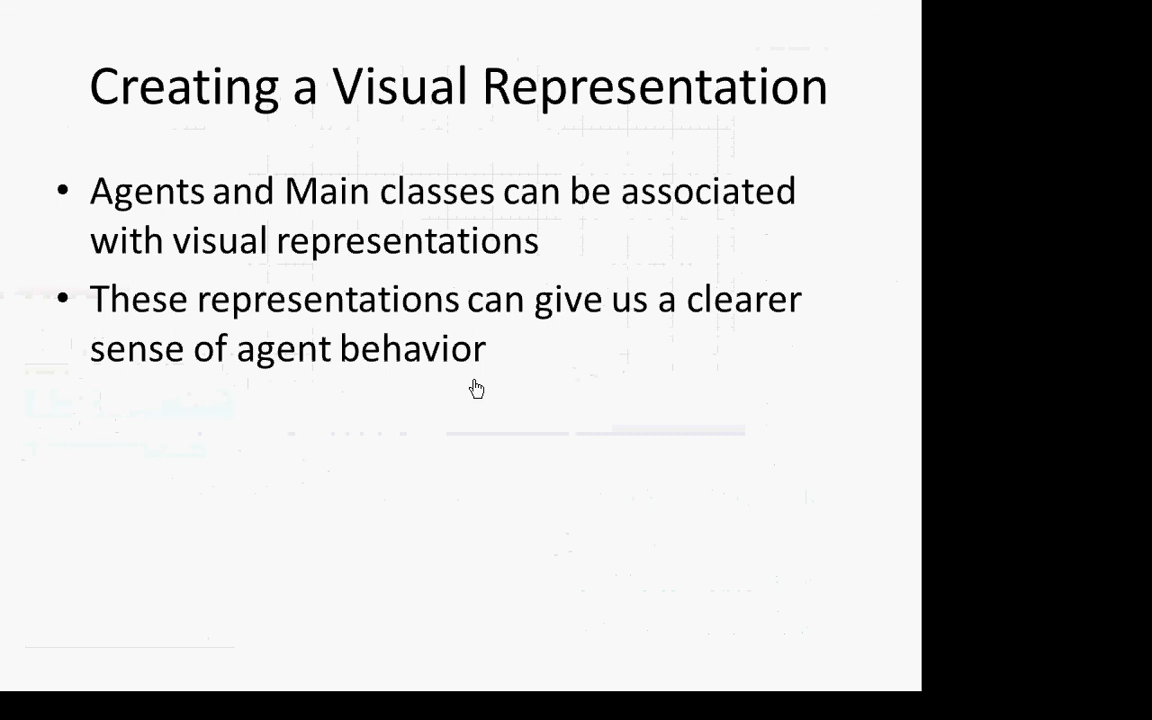 Creating a Visual Representation
• Agents and Main classes can be associated
with visual representations
• These representations can give us a clearer
sense of agent behavior